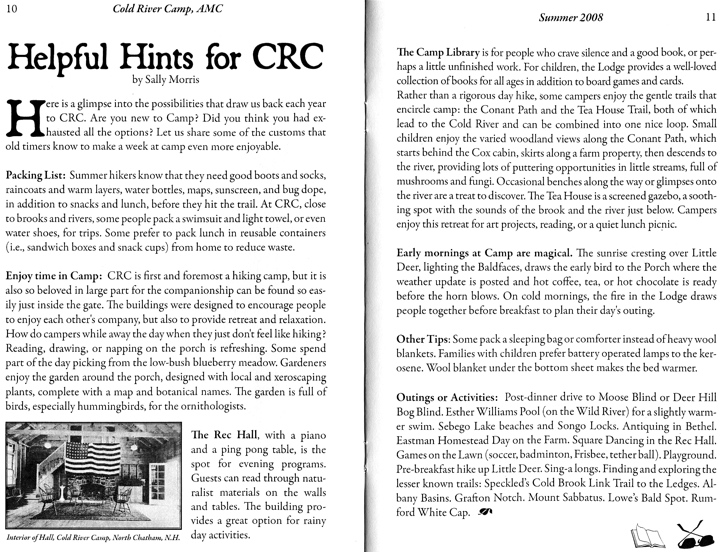 10
Cold River Camp, AMC
Helpful Hints for CRC
by Sally Morris
Here is a glimpse into the possibilities that draw us back each year
to CRC. Are you new to Camp? Did you think you had ex-
hausted all the options? Let us share some of the customs that
old timers know to make a week at camp even more enjoyable.
Packing List: Summer hikers know that they need good boots and socks,
raincoats and warm layers, water bottles, maps, sunscreen, and bug dope,
in addition to snacks and lunch, before they hit the trail. At CRC, close
to brooks and rivers, some people pack a swimsuit and light towel, or even
water shoes, for trips. Some prefer to pack lunch in reusable containers
(i.e., sandwich boxes and snack cups) from home to reduce waste.
Enjoy time in Camp: CRC is first and foremost a hiking camp, but it is
also so beloved in large part for the companionship can be found so eas-
ily just inside the gate. The buildings were designed to encourage people
to enjoy each other's company, but also to provide retreat and relaxation.
How do campers while away the day when they just don't feel like hiking?
Reading, drawing, or napping on the porch is refreshing. Some spend
part of the day picking from the low-bush blueberry meadow. Gardeners
enjoy the garden around the porch, designed with local and xeroscaping
plants, complete with a map and botanical names. The garden is full of
birds, especially hummingbirds, for the ornithologists.
The Rec Hall, with a piano
and a ping pong table, is the
spot for evening programs.
Guests can read through natu-
ralist materials on the walls
and tables. The building pro-
vides a great option for rainy
day activities.
Interior of Hall, Cold River Camp, North Chatham, N.H.
Summer 2008
11
The Camp Library is for people who crave silence and a good book, or per-
haps a little unfinished work. For children, the Lodge provides a well-loved
collection of books for all ages in addition to board games and cards.
Rather than a rigorous day hike, some campers enjoy the gentle trails that
encircle camp: the Conant Path and the Tea House Trail, both of which
lead to the Cold River and can be combined into one nice loop. Small
children enjoy the varied woodland views along the Conant Path, which
starts behind the Cox cabin, skirts along a farm property, then descends to
the river, providing lots of puttering opportunities in little streams, full of
mushrooms and fungi. Occasional benches along the way or glimpses onto
the river are a treat to discover. The Tea House is a screened gazebo, a sooth-
ing spot with the sounds of the brook and the river just below. Campers
enjoy this retreat for art projects, reading, or a quiet lunch picnic.
Early mornings at Camp are magical. The sunrise cresting over Little
Deer, lighting the Baldfaces, draws the early bird to the Porch where the
weather update is posted and hot coffee, tea, or hot chocolate is ready
before the horn blows. On cold mornings, the fire in the Lodge draws
people together before breakfast to plan their day's outing.
Other Tips: Some pack a sleeping bag or comforter instead of heavy wool
blankets. Families with children prefer battery operated lamps to the ker-
osene. Wool blanket under the bottom sheet makes the bed warmer.
Outings or Activities: Post-dinner drive to Moose Blind or Deer Hill
Bog Blind. Esther Williams Pool (on the Wild River) for a slightly warm-
er swim. Sebego Lake beaches and Songo Locks. Antiquing in Bethel.
Eastman Homestead Day on the Farm. Square Dancing in the Rec Hall.
Games on the Lawn (soccer, badminton, Frisbee, tether ball). Playground.
Pre-breakfast hike up Little Deer. Sing-a longs. Finding and exploring the
lesser known trails: Speckled's Cold Brook Link Trail to the Ledges. Al-
bany Basins. Grafton Notch. Mount Sabbatus. Lowe's Bald Spot. Rum-
ford White Cap.